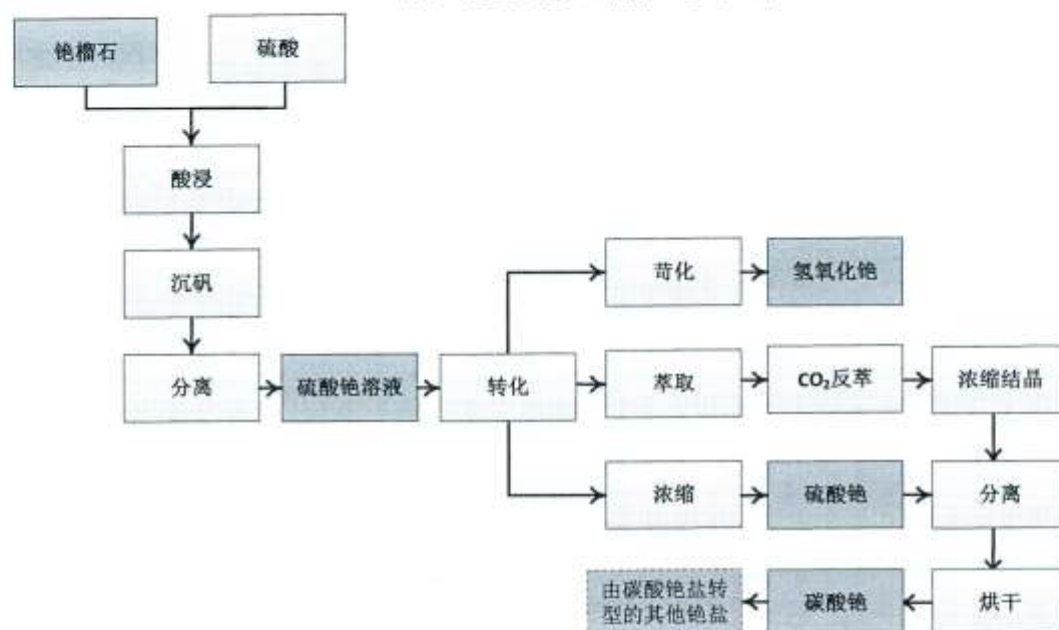 铯榴石
硫酸
酸浸
沉矾
苛化
氢氧化铯
分离
硫酸铯溶液
转化
萃取
CO₂反萃
浓缩结晶
浓缩
硫酸铯
分离
由碳酸铯盐转
型的其他铯盐
碳酸铯
烘干